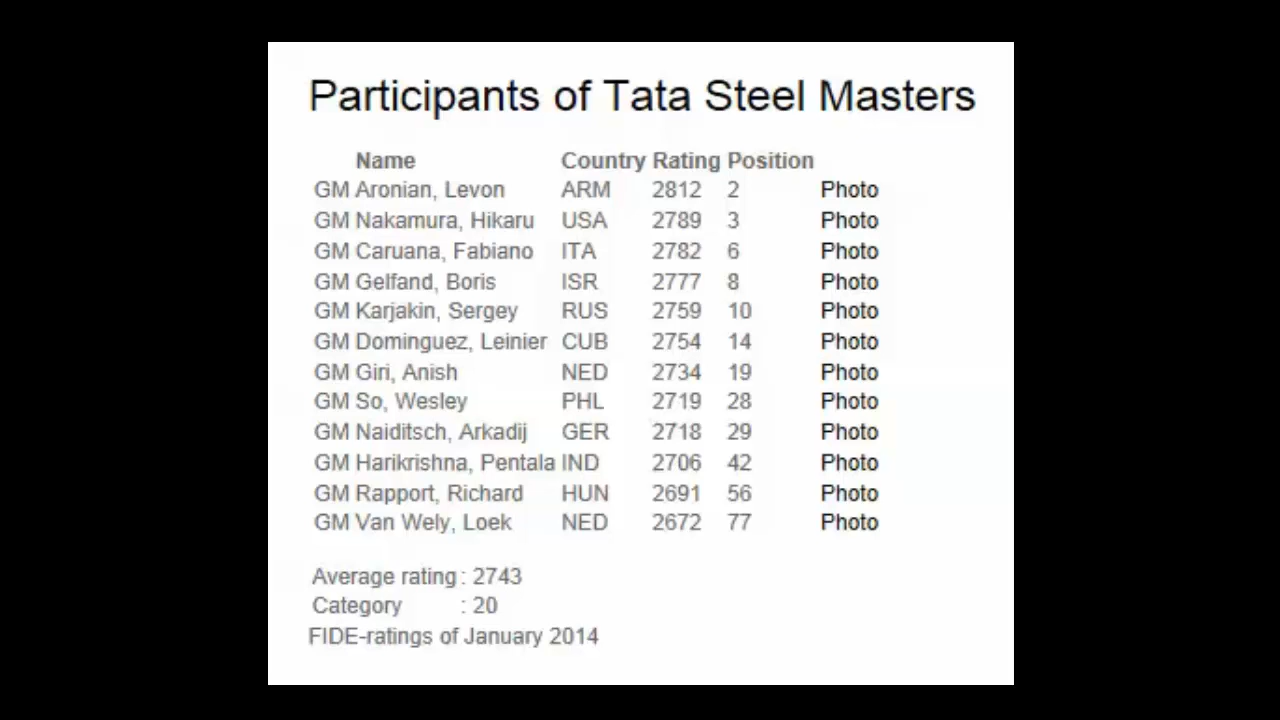 Participants of Tata Steel Masters
Name Country Rating Position
GM Aronian, Levon ARM 2812 2 Photo
GM Nakamura, Hikaru USA 2789 3 Photo
GM Caruana, Fabiano ITA 2782 6 Photo
GM Gelfand, Boris ISR 2777 8 Photo
GM Karjakin, Sergey RUS 2759 10 Photo
GM Dominguez, Leinier CUB 2754 14 Photo
GM Giri, Anish NED 2734 19 Photo
GM So, Wesley PHL 2719 28 Photo
GM Naiditsch, Arkadij GER 2718 29 Photo
GM Harikrishna, Pentala IND 2706 42 Photo
GM Rapport, Richard HUN 2691 56 Photo
GM Van Wely, Loek NED 2672 77 Photo
Average rating : 2743
Category : 20
FIDE-ratings of January 2014